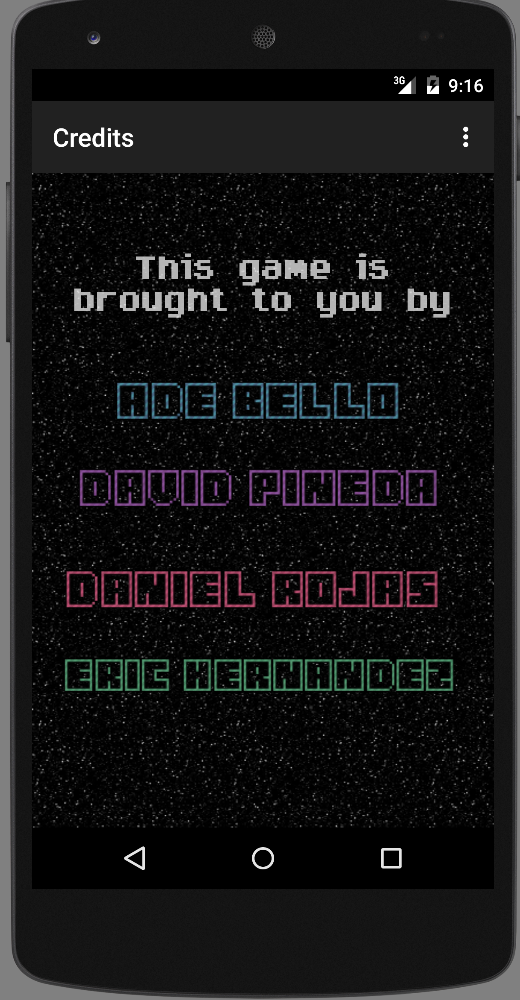 3G 9:16
Credits
This game is
brought to you by
ADE BELLO
DAVID PINEDA
DANIEL ROJAS
ERIC HERNANDEZ